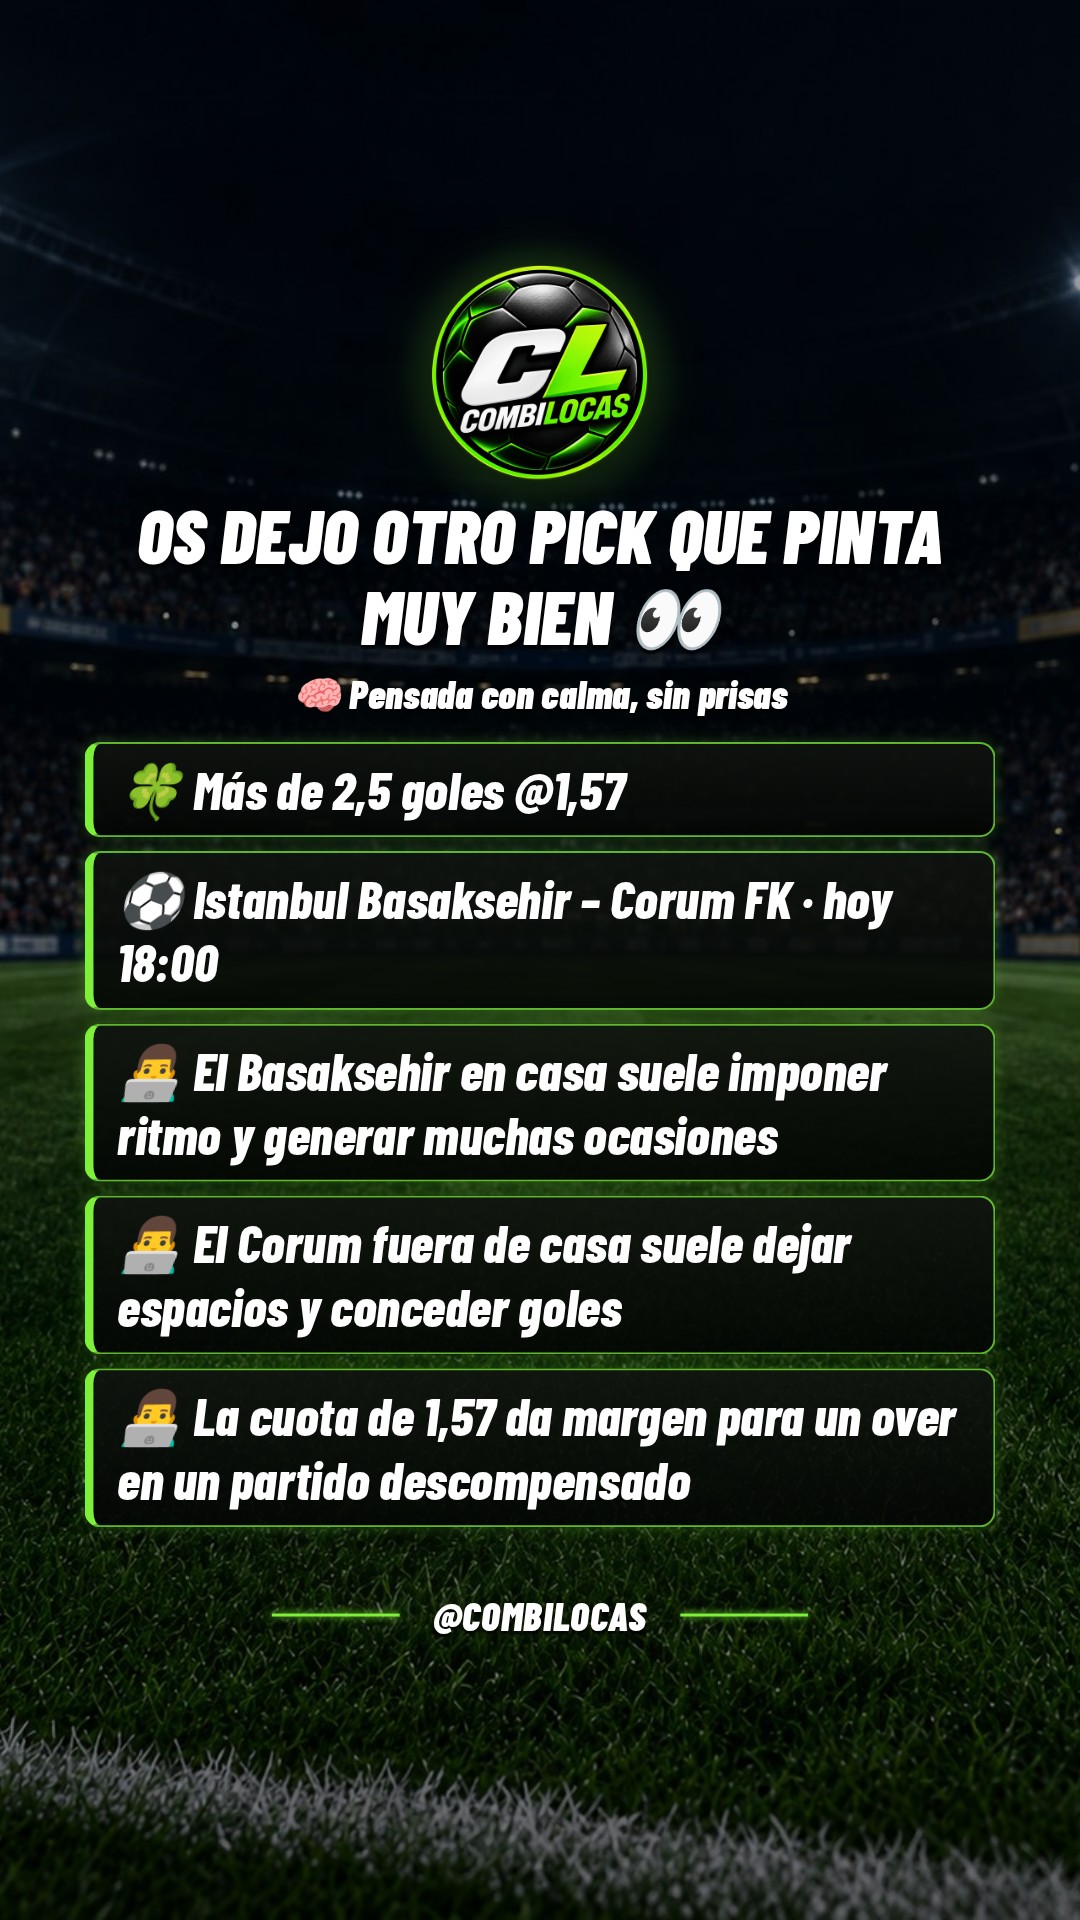 CL
COMBILOCAS
OS DEJO OTRO PICK QUE PINTA
MUY BIEN 👀
🧠 Pensada con calma, sin prisas
🍀 Más de 2,5 goles @1,57
⚽ Istanbul Basaksehir – Corum FK · hoy
18:00
👨‍💻 El Basaksehir en casa suele imponer
ritmo y generar muchas ocasiones
👨‍💻 El Corum fuera de casa suele dejar
espacios y conceder goles
👨‍💻 La cuota de 1,57 da margen para un over
en un partido descompensado
@COMBILOCAS